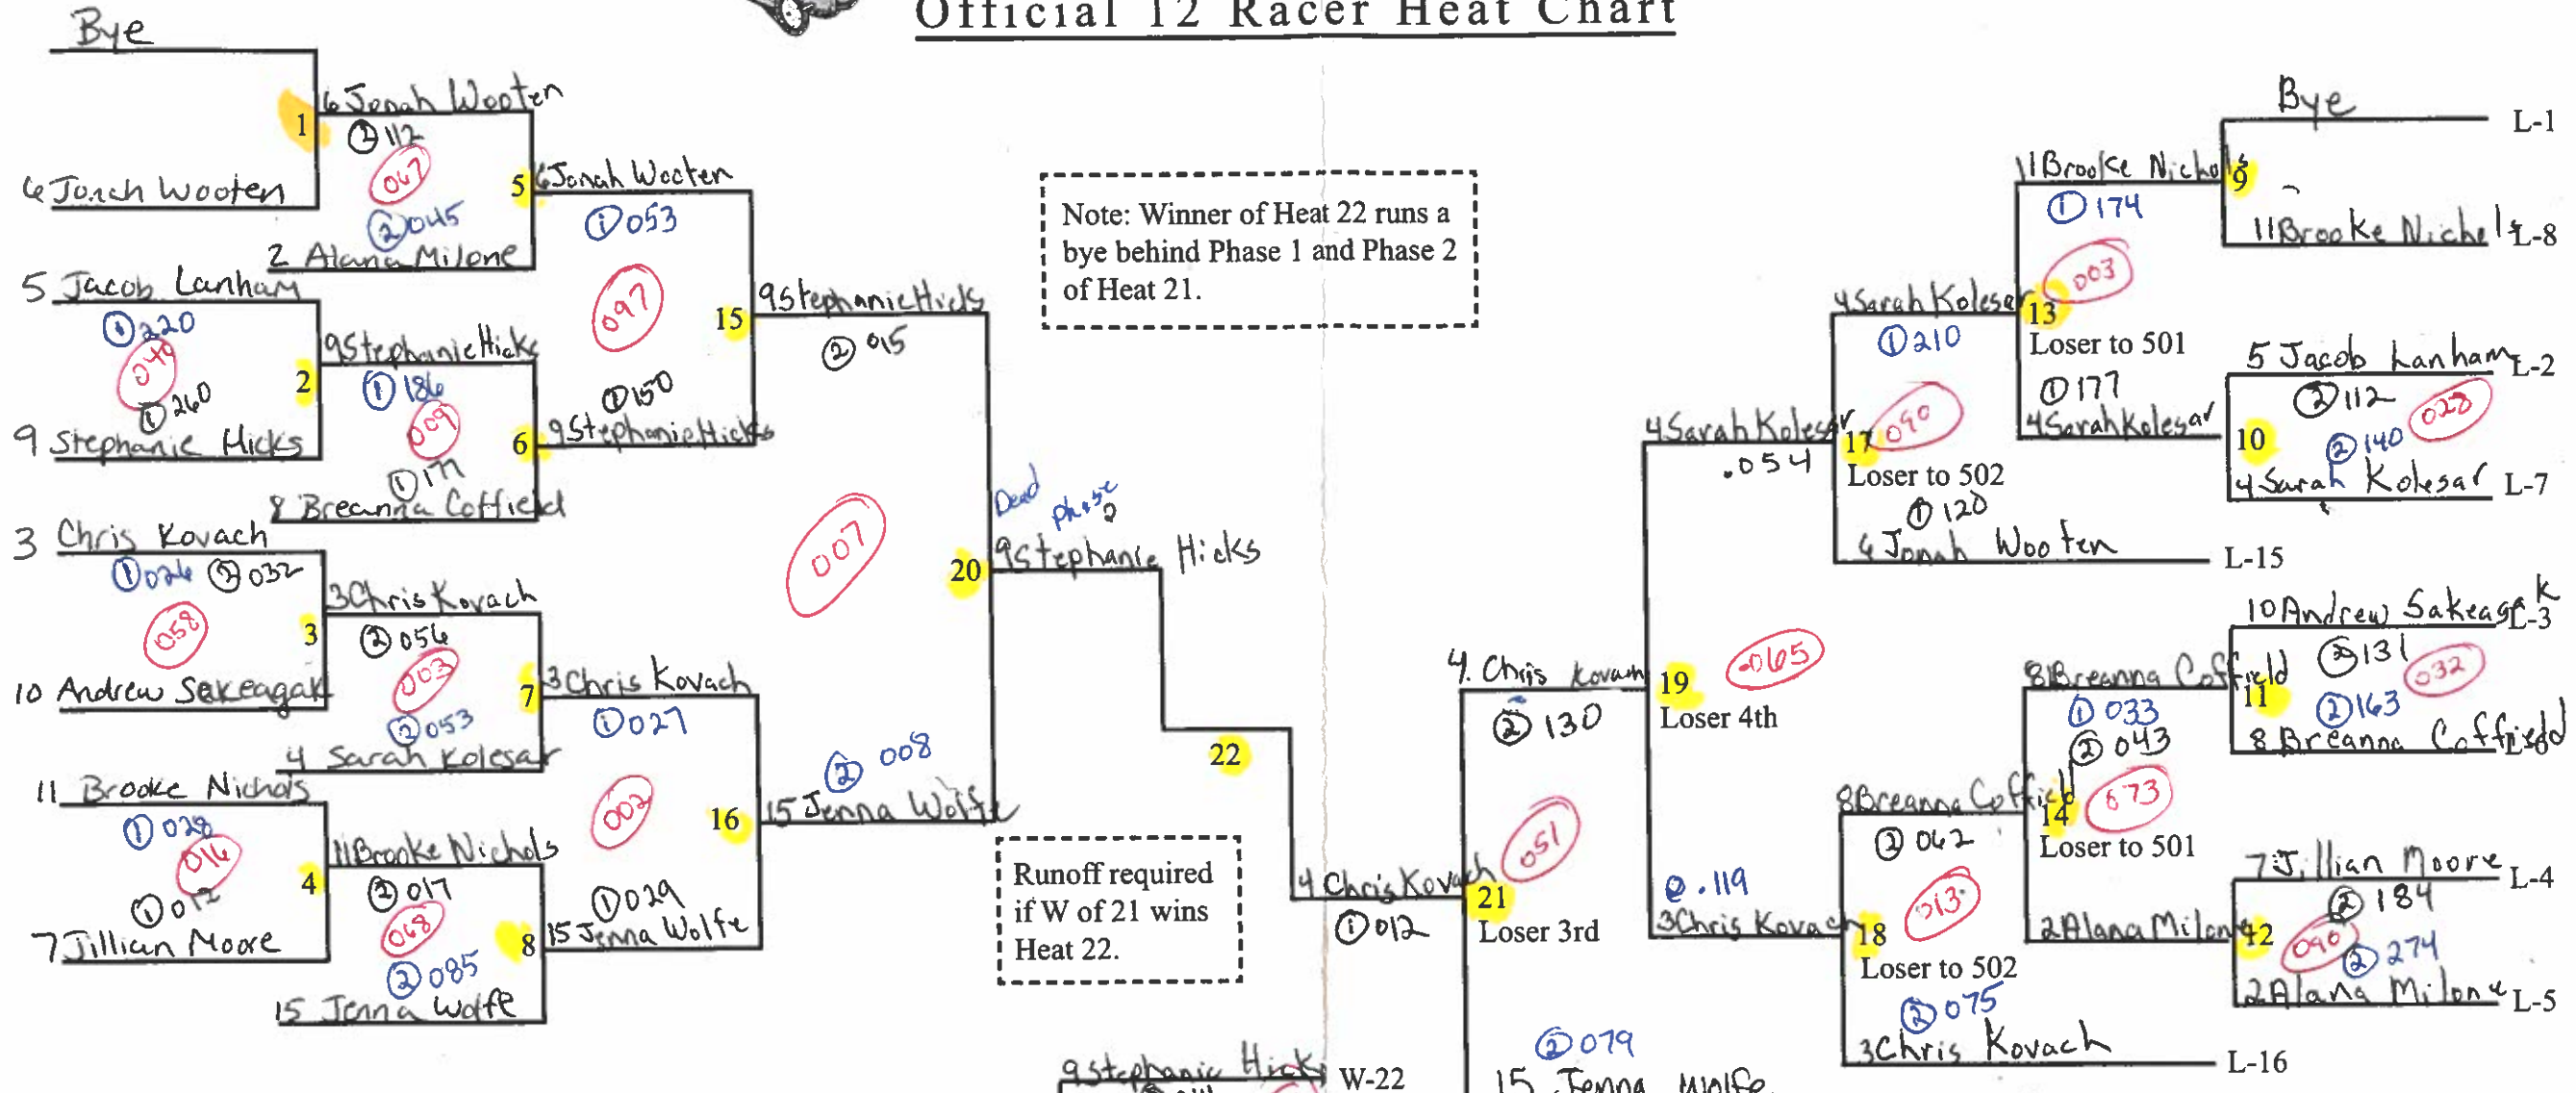 Official 12 Racer Heat Chart
Bye
1
6 Jonah Wooten
② 112
067
② 045
6 Jonah Wooten
2 Alana Milone
5
6 Jonah Wooten
① 053
5 Jacob Lanham
① 220
040
① 260
9 Stephanie Hicks
2
9 Stephanie Hicks
① 186
009
① 177
8 Breanna Coffield
6
9 Stephanie Hicks
097
① 150
15
9 Stephanie Hicks
② 015
3 Chris Kovach
① 026 ② 032
058
10 Andrew Sakeagak
3
3 Chris Kovach
② 056
003
② 053
4 Sarah Kolesar
7
3 Chris Kovach
① 027
11 Brooke Nichols
① 028
016
① 012
7 Jillian Moore
4
11 Brooke Nichols
② 017
068
② 085
15 Jenna Wolfe
8
15 Jenna Wolfe
002
① 029
16
15 Jenna Wolfe
② 008
007
20
Dead
phase
2
9 Stephanie Hicks
22
Note: Winner of Heat 22 runs a
bye behind Phase 1 and Phase 2
of Heat 21.
Runoff required
if W of 21 wins
Heat 22.
4 Chris Kovach
① 012
21
Loser 3rd
051
4. Chris Kovach
② 130
② 079
15 Jenna Wolfe
9 Stephanie Hicks
W-22
19
Loser 4th
.065
4 Sarah Kolesar
.054
② .119
3 Chris Kovach
17
Loser to 502
090
4 Sarah Kolesar
① 210
① 120
6 Jonah Wooten
L-15
18
Loser to 502
013
8 Breanna Coffield
② 062
② 075
3 Chris Kovach
L-16
13
Loser to 501
003
11 Brooke Nichols
① 174
① 177
4 Sarah Kolesar
14
Loser to 501
073
8 Breanna Coffield
① 033
② 043
2 Alana Milone
Bye
L-1
9
11 Brooke Nichols
L-8
5 Jacob Lanham
L-2
② 112
028
10
② 140
4 Sarah Kolesar
L-7
10 Andrew Sakeagak
L-3
② 131
032
11
② 163
8 Breanna Coffield
L-6
7 Jillian Moore
L-4
② 184
090
12
② 274
2 Alana Milone
L-5